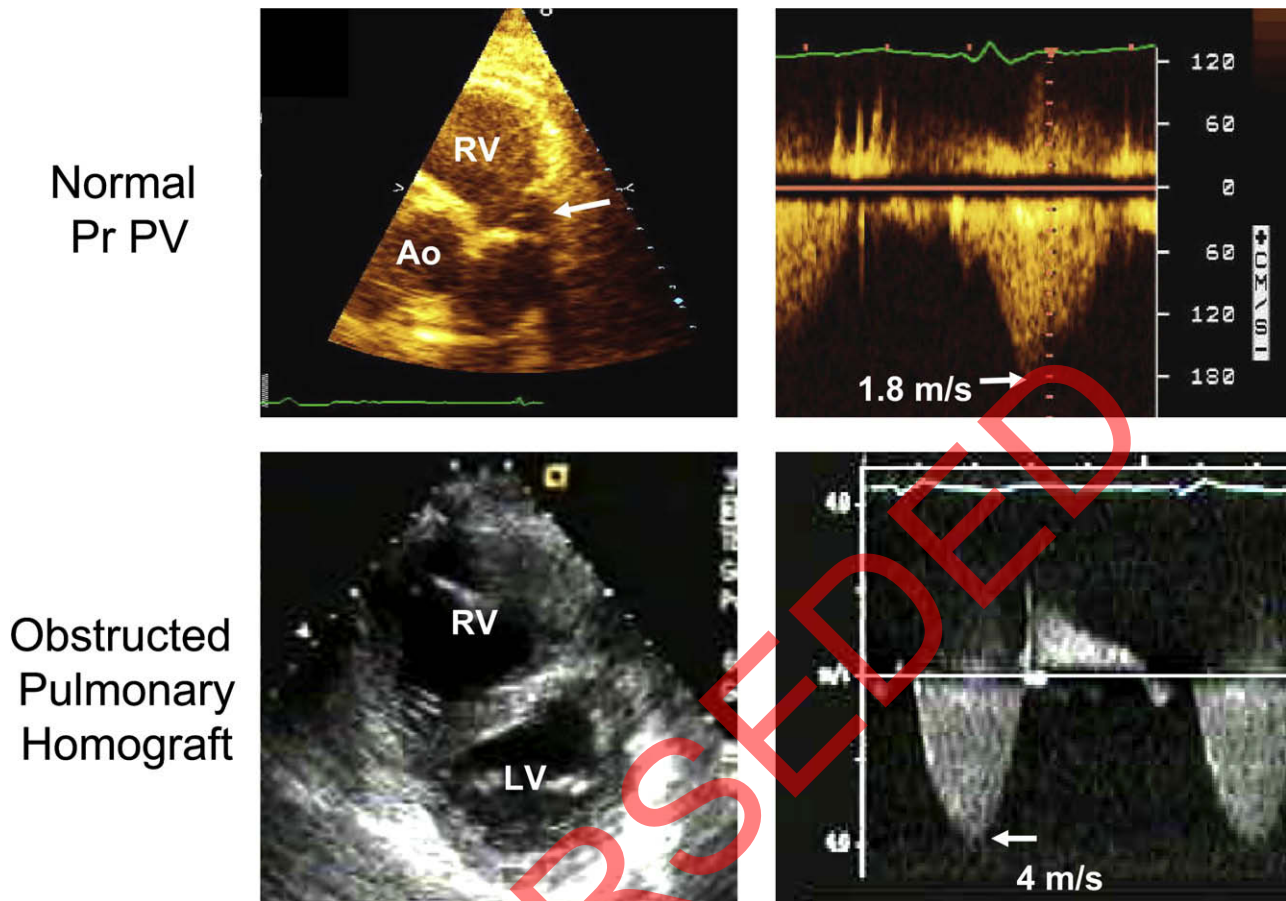 Normal
Pr PV
RV
Ao
120
60
0
60
120
180
1.8 m/s
Obstructed
Pulmonary
Homograft
RV
LV
4 m/s
RSEDED